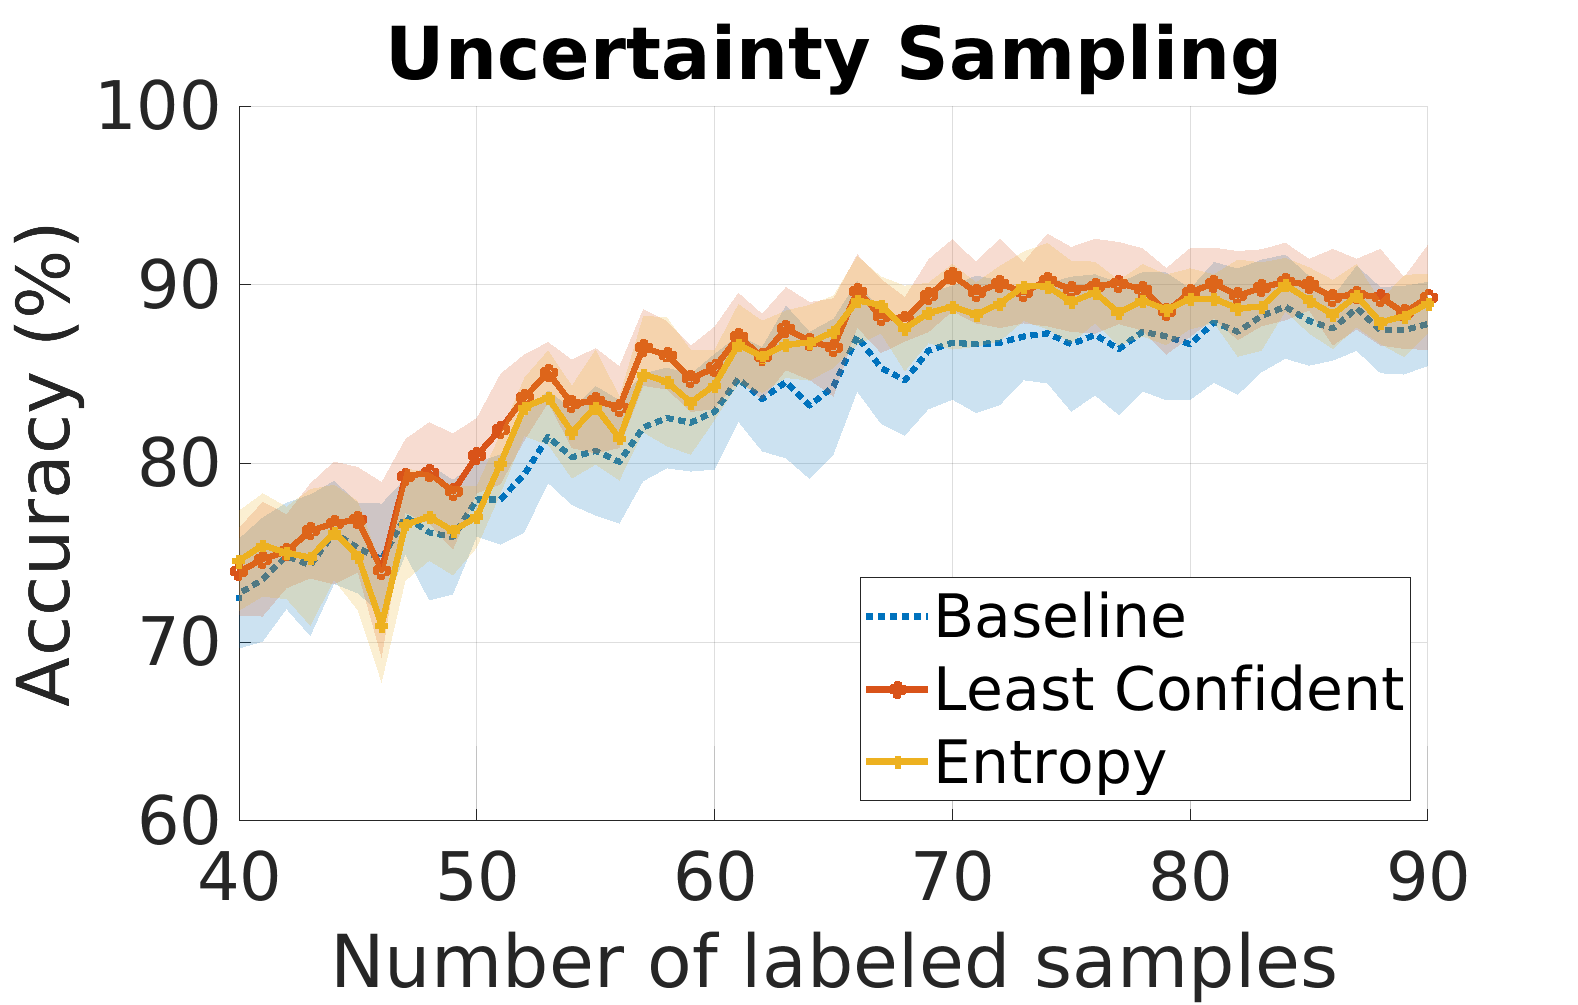 Uncertainty Sampling
100
90
80
70
60
Accuracy (%)
40 50 60 70 80 90
Number of labeled samples
Baseline
Least Confident
Entropy